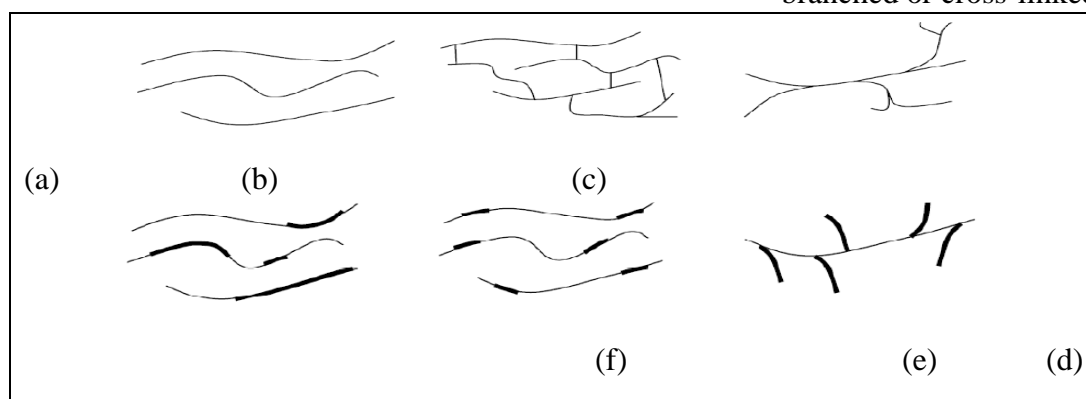 branched or cross-linked
(a) (b) (c)
(f) (e) (d)